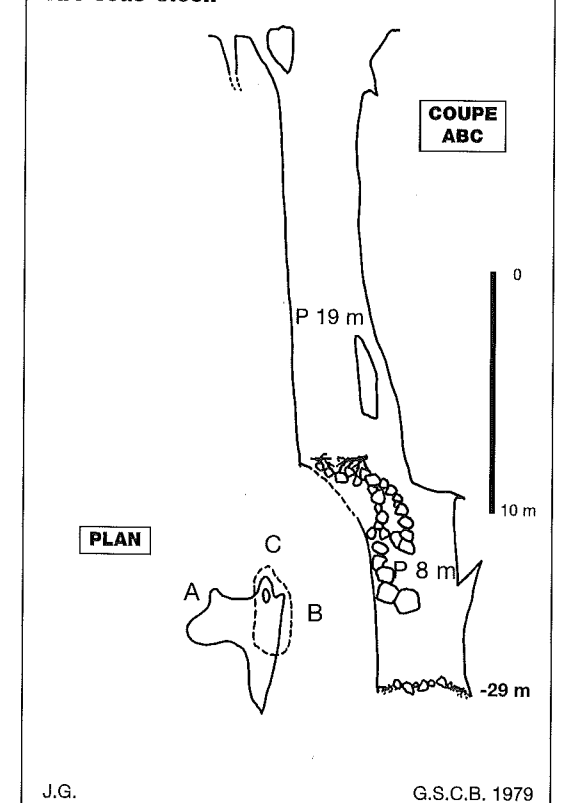 COUPE
ABC
0
P 19 m
10 m
PLAN
C
P 8 m
A
B
-29 m
J.G.
G.S.C.B. 1979